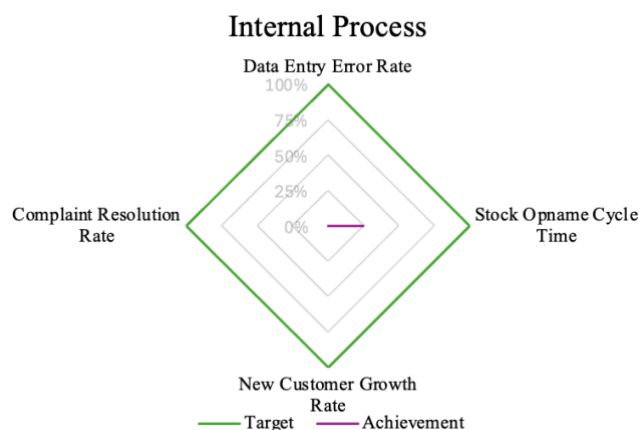 Internal Process
Data Entry Error Rate
100%
75%
50%
25%
0%
Complaint Resolution
Rate
Stock Opname Cycle
Time
New Customer Growth
Rate
Target
Achievement